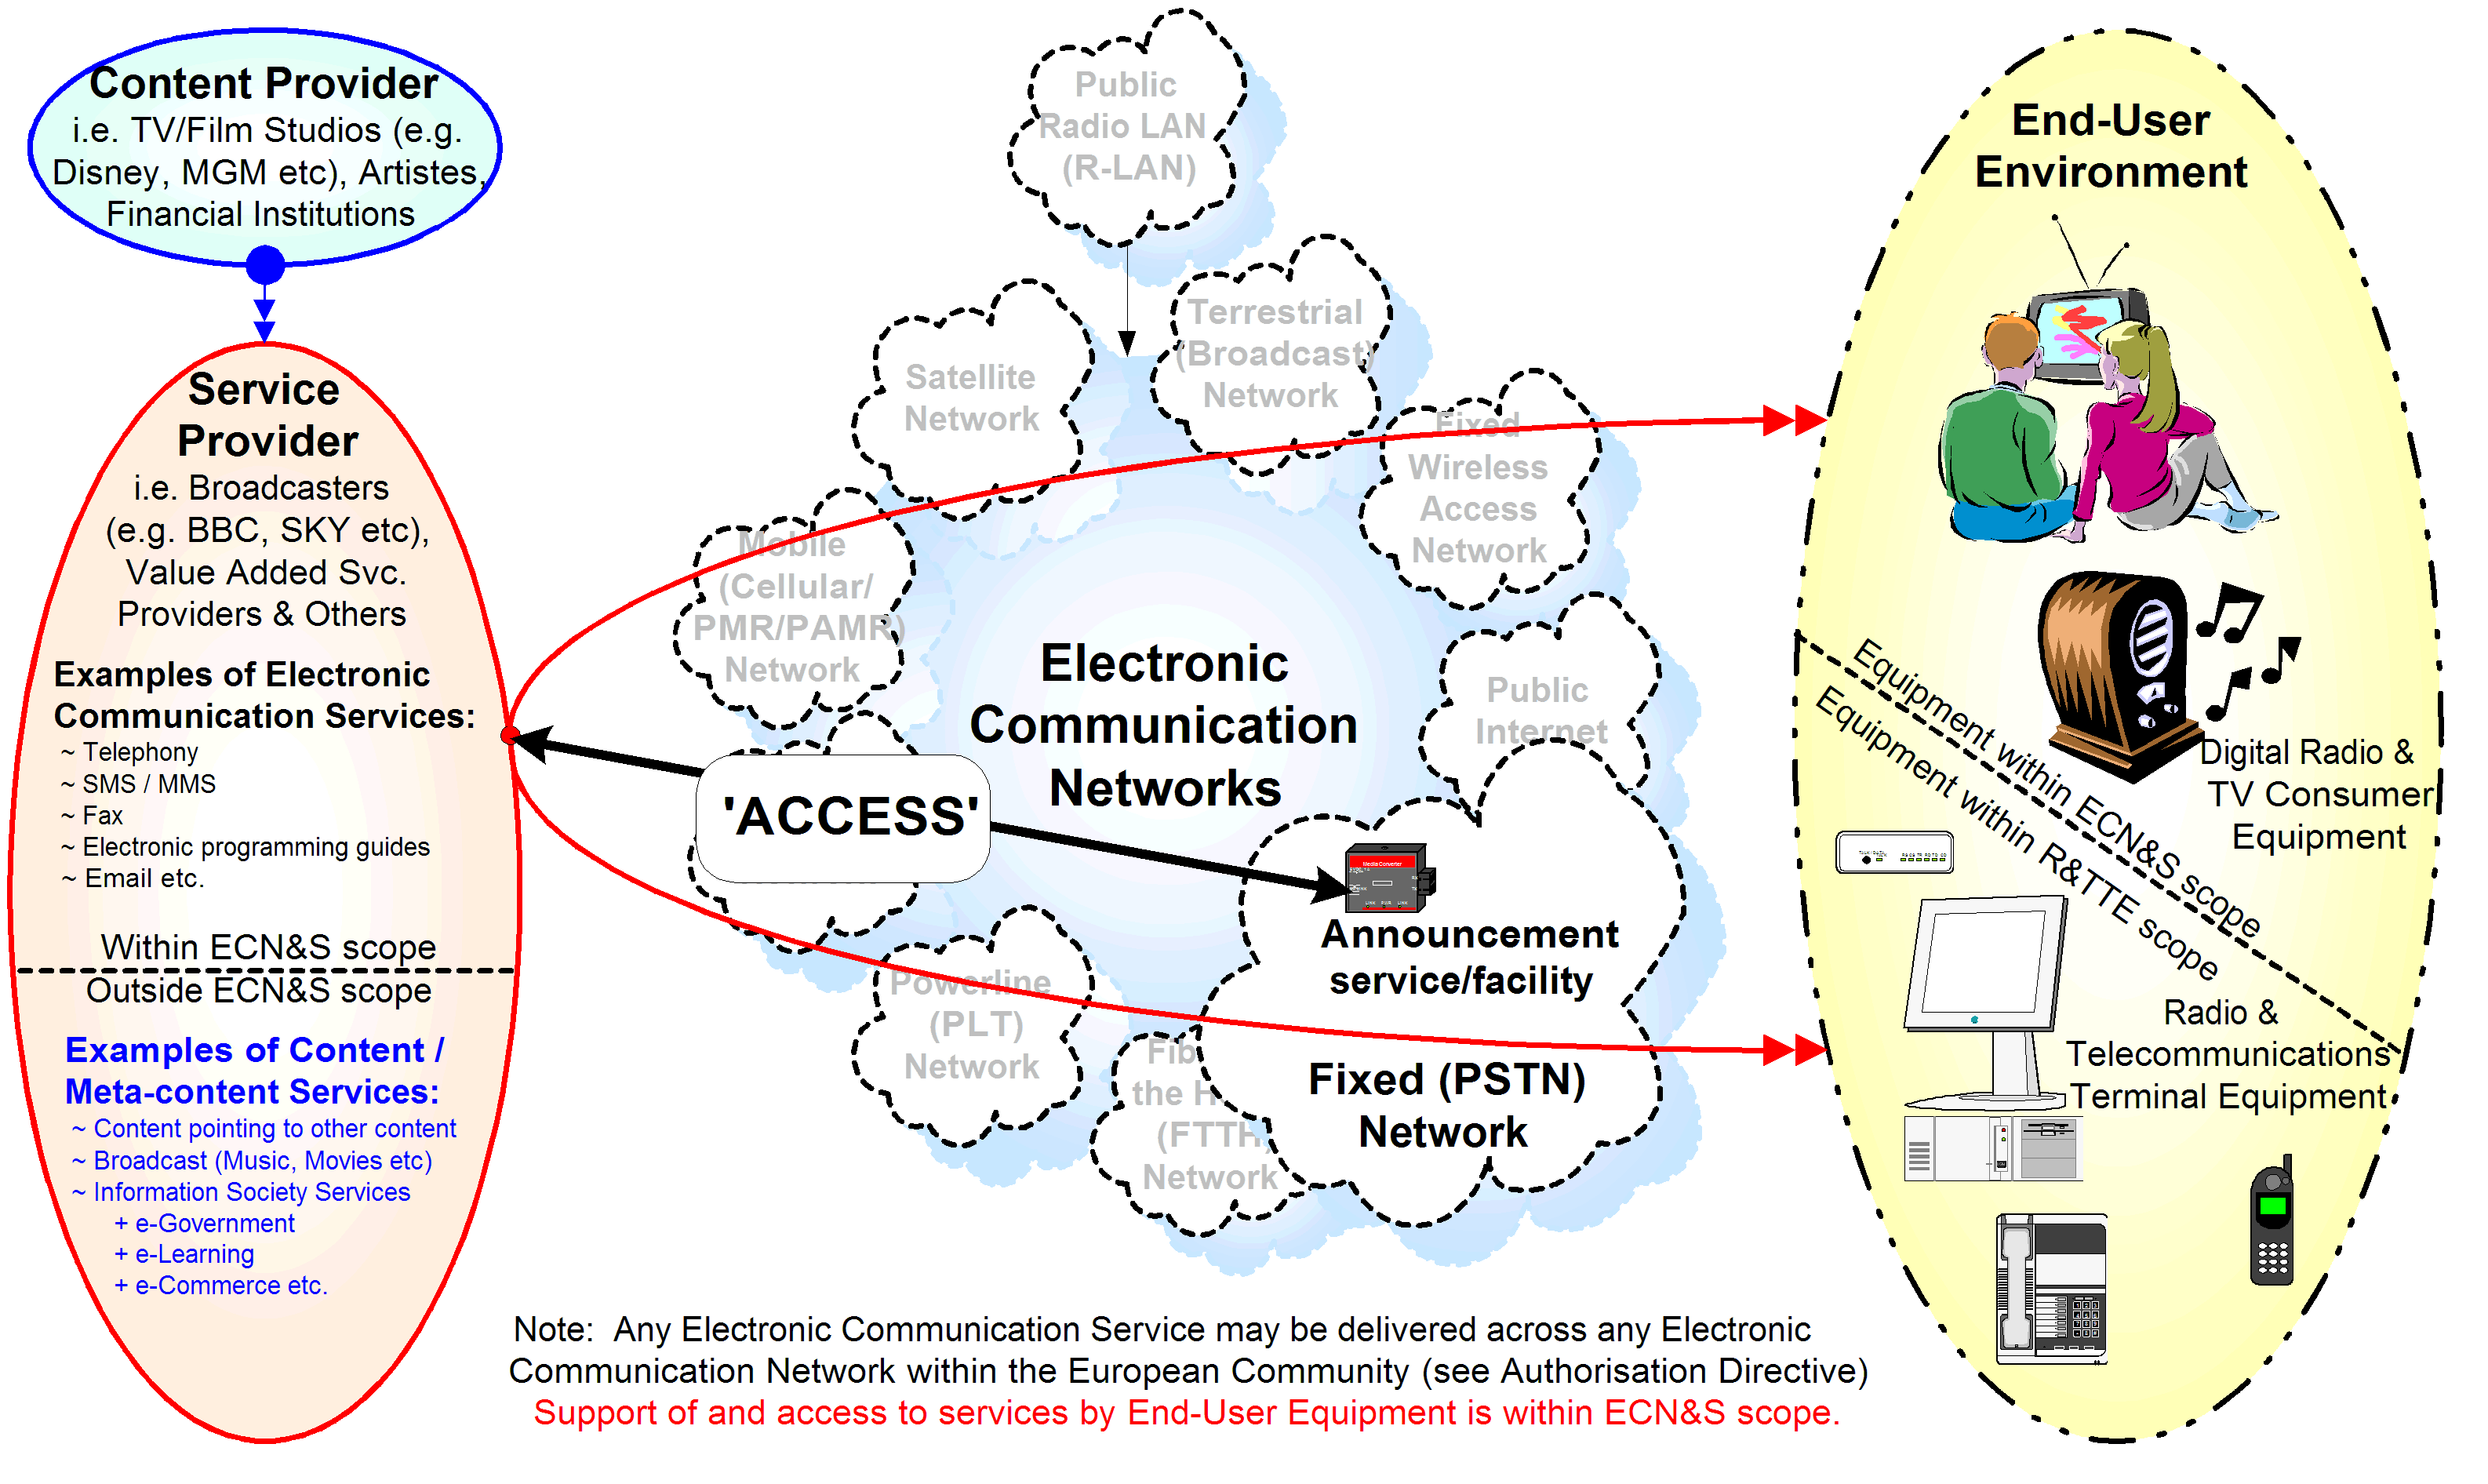 Content Provider
i.e. TV/Film Studios (e.g.
Disney, MGM etc), Artistes,
Financial Institutions
Service
Provider
i.e. Broadcasters
(e.g. BBC, SKY etc),
Value Added Svc.
Providers & Others
Examples of Electronic
Communication Services:
~ Telephony
~ SMS / MMS
~ Fax
~ Electronic programming guides
~ Email etc.
Within ECN&S scope
Outside ECN&S scope
Examples of Content /
Meta-content Services:
~ Content pointing to other content
~ Broadcast (Music, Movies etc)
~ Information Society Services
+ e-Government
+ e-Learning
+ e-Commerce etc.
Public
Radio LAN
(R-LAN)
Terrestrial
(Broadcast)
Network
Satellite
Network
Fixed
Wireless
Access
Network
Mobile
(Cellular/
PMR/PAMR)
Network
Public
Internet
Electronic
Communication
Networks
'ACCESS'
Media Converter
Announcement
service/facility
Fixed (PSTN)
Network
Powerline
(PLT)
Network
Fib
the H
(FTTH)
Network
End-User
Environment
Digital Radio &
TV Consumer
Equipment
Equipment within ECN&S scope
Equipment within R&TTE scope
Radio &
Telecommunications
Terminal Equipment
Note: Any Electronic Communication Service may be delivered across any Electronic
Communication Network within the European Community (see Authorisation Directive)
Support of and access to services by End-User Equipment is within ECN&S scope.